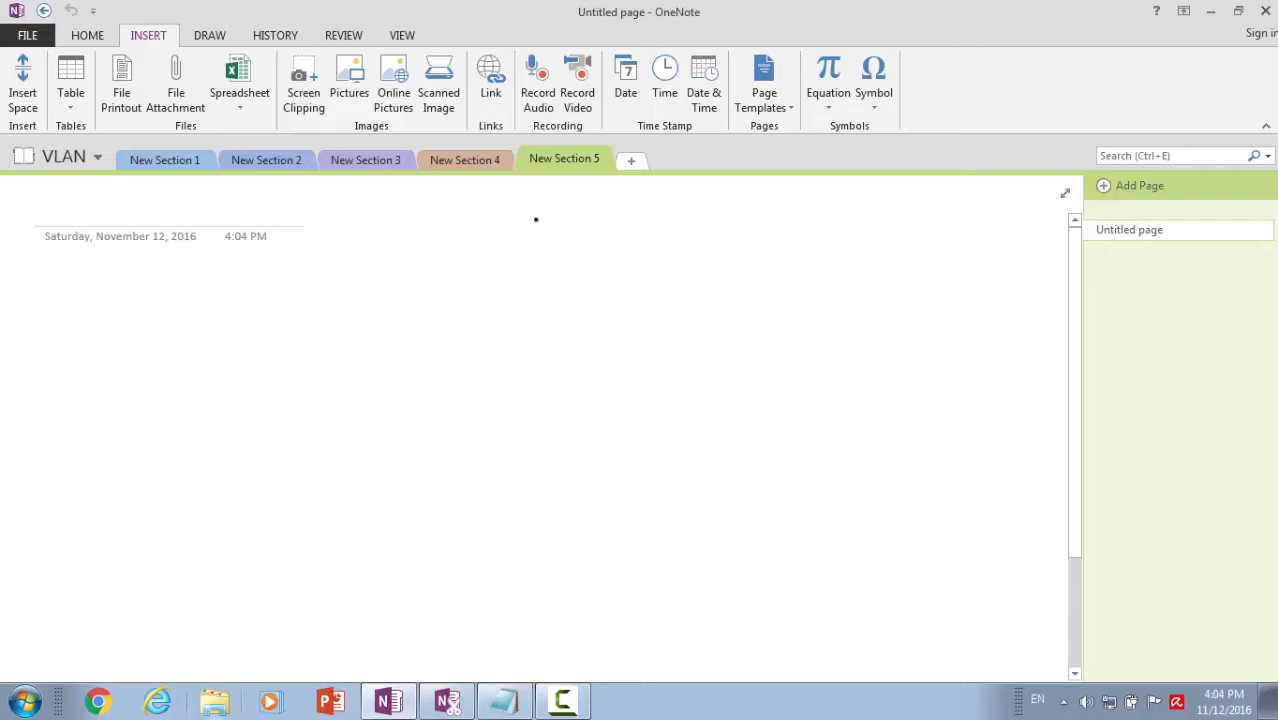 Untitled page - OneNote
Sign in
FILE HOME INSERT DRAW HISTORY REVIEW VIEW
Insert Space
Table
File Printout
File Attachment
Spreadsheet
Screen Clipping
Pictures
Online Pictures
Scanned Image
Link
Record Audio
Record Video
Date
Time
Date & Time
Page Templates
Equation
Symbol
Insert Tables Files Images Links Recording Time Stamp Pages Symbols
VLAN New Section 1 New Section 2 New Section 3 New Section 4 New Section 5
Search (Ctrl+E)
Add Page
Saturday, November 12, 2016 4:04 PM
Untitled page
EN
4:04 PM
11/12/2016